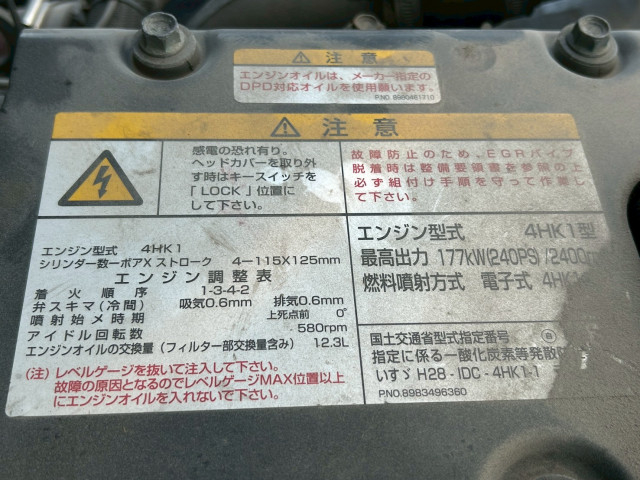 ⚠ 注意
エンジンオイルは、メーカー指定の
DPD対応オイルを使用願います。
P.NO. 8980461310
⚠ 注意
感電の恐れ有り。
ヘッドカバーを取り外
す時はキースイッチを
「LOCK」位置に
して下さい。
故障防止のため、EGRパイプ
脱着時は整備要領書を参照の上
必ず組付け手順を守って作業し
て下さい。
エンジン型式 4HK1
シリンダー数ーボアX ストローク 4ー115X125mm
エンジン調整表
着火順序 1-3-4-2
弁スキマ(冷間) 吸気0.6mm 排気0.6mm
噴射始メ時期 上死点前 0°
アイドル回転数 580rpm
エンジンオイルの交換量(フィルター部交換量含み) 12.3L
(注)レベルゲージを抜いて注入して下さい。
故障の原因となるのでレベルゲージMAX位置以上
にエンジンオイルを入れないで下さい。
エンジン型式 4HK1型
最高出力 177kW(240PS)/2400m
燃料噴射方式 電子式 4HK1
国土交通省型式指定番号
指定に係る一酸化炭素等発散
いすゞ H28-IDC-4HK1-1
P.NO.8983496360